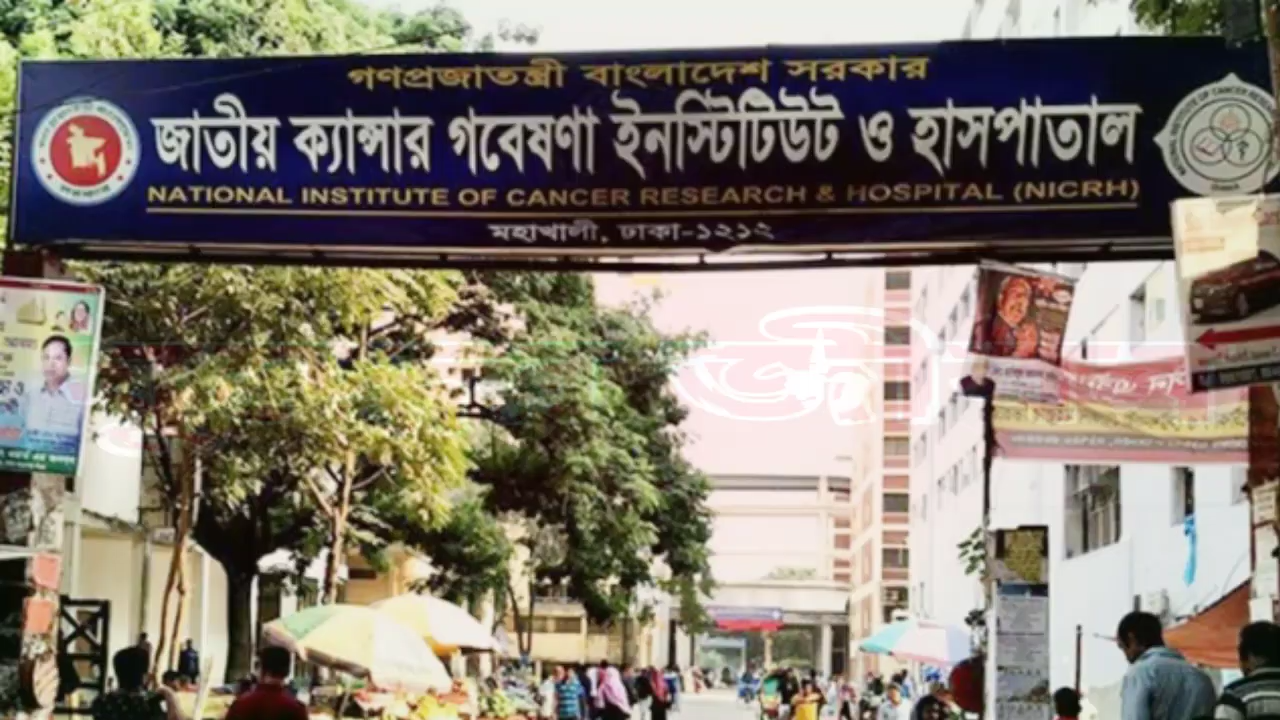 গণপ্রজাতন্ত্রী বাংলাদেশ সরকার
জাতীয় ক্যান্সার গবেষণা ইনস্টিটিউট ও হাসপাতাল
NATIONAL INSTITUTE OF CANCER RESEARCH & HOSPITAL (NICRH)
মহাখালী, ঢাকা-১২১২